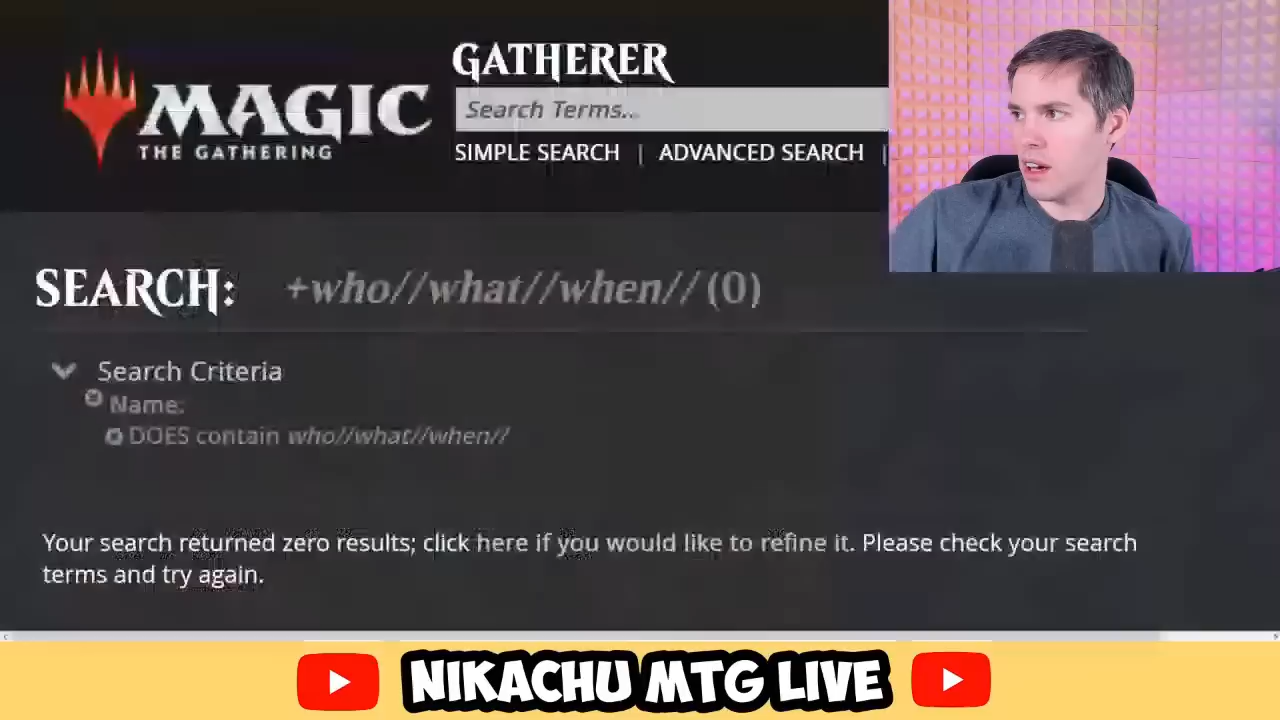 GATHERER
MAGIC
THE GATHERING
Search Terms...
SIMPLE SEARCH | ADVANCED SEARCH |
SEARCH: +who//what//when// (0)
Search Criteria
Name:
DOES contain who//what//when//
Your search returned zero results; click here if you would like to refine it. Please check your search
terms and try again.
NIKACHU MTG LIVE